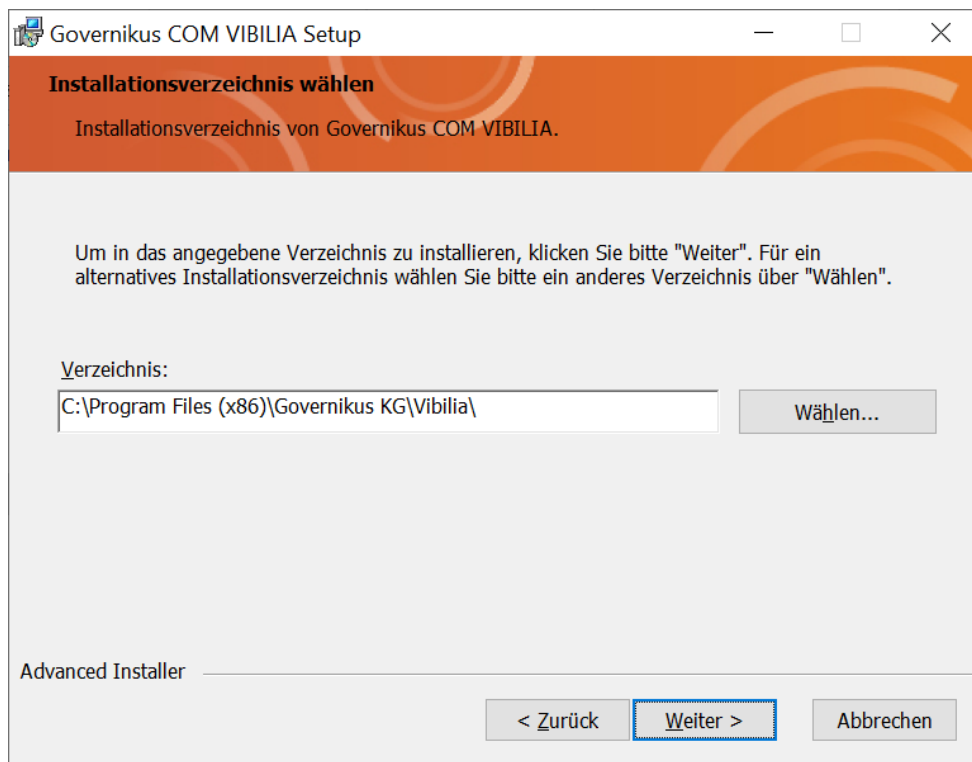 Governikus COM VIBILIA Setup
Installationsverzeichnis wählen
Installationsverzeichnis von Governikus COM VIBILIA.
Um in das angegebene Verzeichnis zu installieren, klicken Sie bitte "Weiter". Für ein
alternatives Installationsverzeichnis wählen Sie bitte ein anderes Verzeichnis über "Wählen".
Verzeichnis:
C:\Program Files (x86)\Governikus KG\Vibilia\
Wählen...
Advanced Installer
< Zurück
Weiter >
Abbrechen